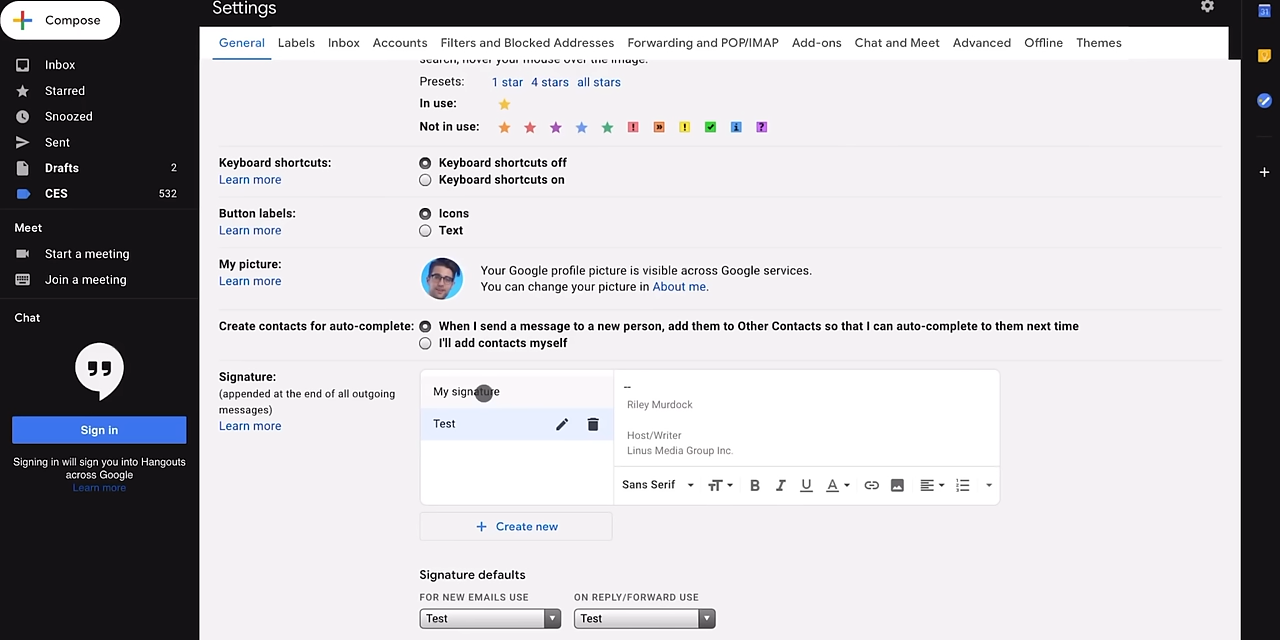 Settings
Compose
General Labels Inbox Accounts Filters and Blocked Addresses Forwarding and POP/IMAP Add-ons Chat and Meet Advanced Offline Themes
search, hover your mouse over the image.
Inbox
Starred
Snoozed
Sent
Drafts 2
CES 532
Meet
Start a meeting
Join a meeting
Chat
Sign in
Signing in will sign you into Hangouts
across Google
Learn more
Presets: 1 star 4 stars all stars
In use:
Not in use:
Keyboard shortcuts:
Learn more
Keyboard shortcuts off
Keyboard shortcuts on
Button labels:
Learn more
Icons
Text
My picture:
Learn more
Your Google profile picture is visible across Google services.
You can change your picture in About me.
Create contacts for auto-complete:
When I send a message to a new person, add them to Other Contacts so that I can auto-complete to them next time
I'll add contacts myself
Signature:
(appended at the end of all outgoing
messages)
Learn more
My signature
Test
--
Riley Murdock
Host/Writer
Linus Media Group Inc.
Sans Serif
Create new
Signature defaults
FOR NEW EMAILS USE ON REPLY/FORWARD USE
Test Test
31